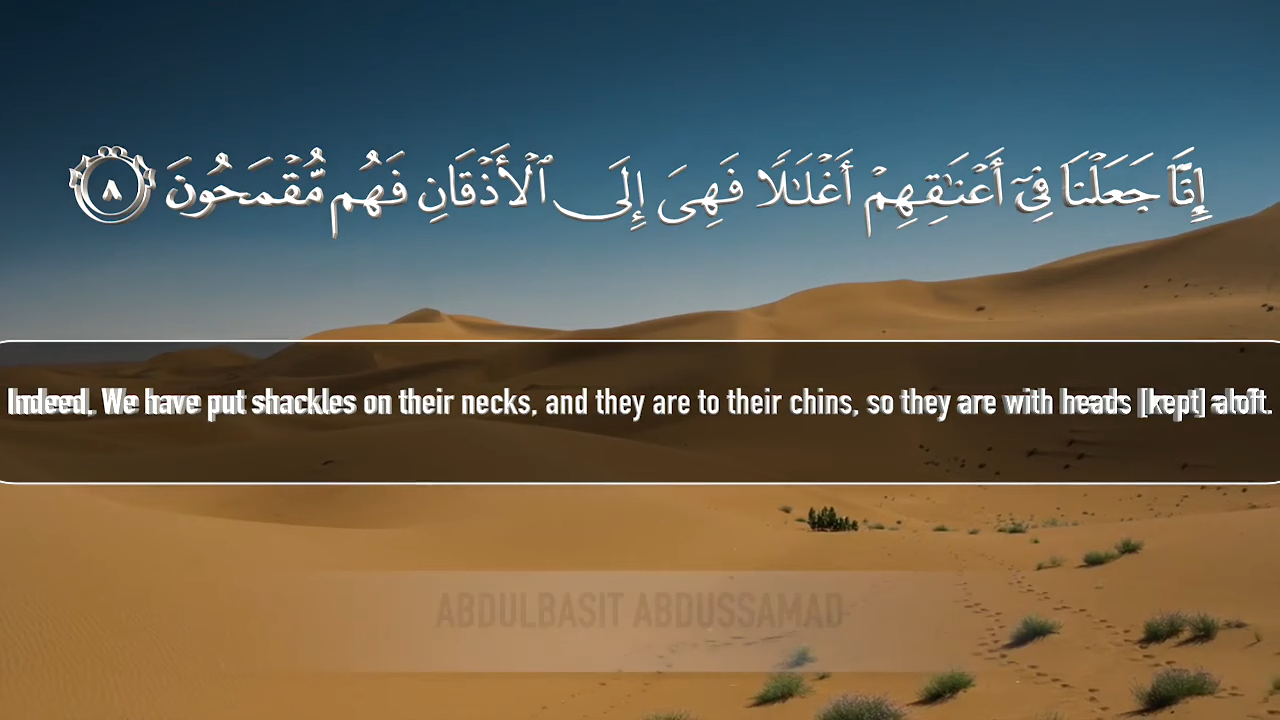 إِنَّا جَعَلْنَا فِىٓ أَعْنَـٰقِهِمْ أَغْلَـٰلًا فَهِىَ إِلَى ٱلْأَذْقَانِ فَهُم مُّقْمَحُونَ ٨
Indeed, We have put shackles on their necks, and they are to their chins, so they are with heads [kept] aloft.
ABDULBASIT ABDUSSAMAD